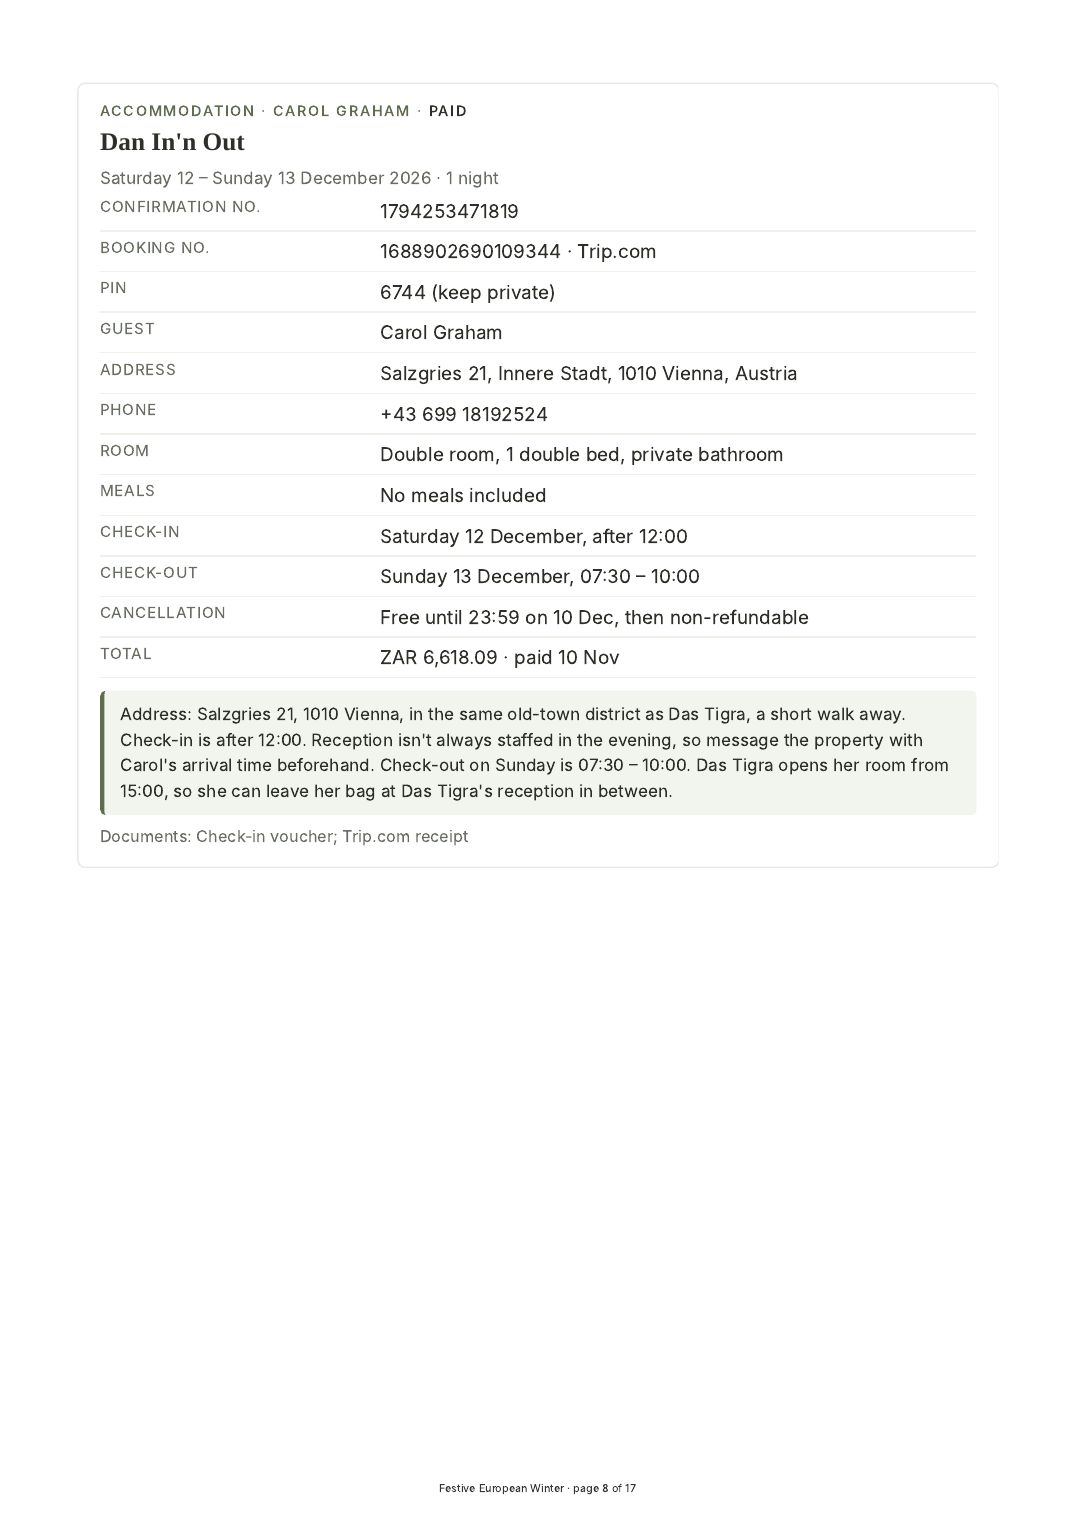 ACCOMMODATION · CAROL GRAHAM · PAID
Dan In'n Out
Saturday 12 – Sunday 13 December 2026 · 1 night
CONFIRMATION NO. 1794253471819
BOOKING NO. 1688902690109344 · Trip.com
PIN 6744 (keep private)
GUEST Carol Graham
ADDRESS Salzgries 21, Innere Stadt, 1010 Vienna, Austria
PHONE +43 699 18192524
ROOM Double room, 1 double bed, private bathroom
MEALS No meals included
CHECK-IN Saturday 12 December, after 12:00
CHECK-OUT Sunday 13 December, 07:30 – 10:00
CANCELLATION Free until 23:59 on 10 Dec, then non-refundable
TOTAL ZAR 6,618.09 · paid 10 Nov
Address: Salzgries 21, 1010 Vienna, in the same old-town district as Das Tigra, a short walk away.
Check-in is after 12:00. Reception isn't always staffed in the evening, so message the property with
Carol's arrival time beforehand. Check-out on Sunday is 07:30 – 10:00. Das Tigra opens her room from
15:00, so she can leave her bag at Das Tigra's reception in between.
Documents: Check-in voucher; Trip.com receipt
Festive European Winter · page 8 of 17